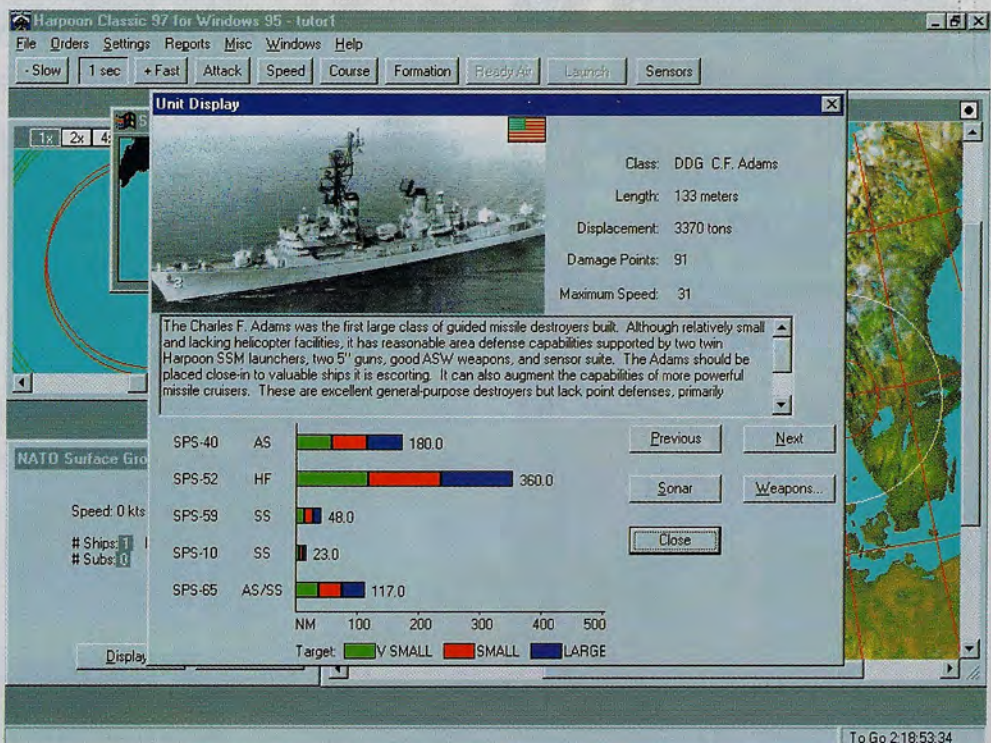 Harpoon Classic 97 for Windows 95 - tutor1
File Orders Settings Reports Misc Windows Help
- Slow 1 sec + Fast Attack Speed Course Formation Ready Air Launch Sensors
1x 2x 4
S
Unit Display
Class: DDG C.F. Adams
Length: 133 meters
Displacement: 3370 tons
Damage Points: 91
Maximum Speed: 31
The Charles F. Adams was the first large class of guided missile destroyers built. Although relatively small
and lacking helicopter facilities, it has reasonable area defense capabilities supported by two twin
Harpoon SSM launchers, two 5" guns, good ASW weapons, and sensor suite. The Adams should be
placed close-in to valuable ships it is escorting. It can also augment the capabilities of more powerful
missile cruisers. These are excellent general-purpose destroyers but lack point defenses, primarily
SPS-40 AS 180.0
SPS-52 HF 360.0
SPS-59 SS 48.0
SPS-10 SS 23.0
SPS-65 AS/SS 117.0
NM 100 200 300 400 500
Target: V SMALL SMALL LARGE
Previous Next
Sonar Weapons...
Close
NATO Surface Gro
Speed: 0 kts
# Ships: 1
# Subs: 0
Display
To Go 2:18:53:34